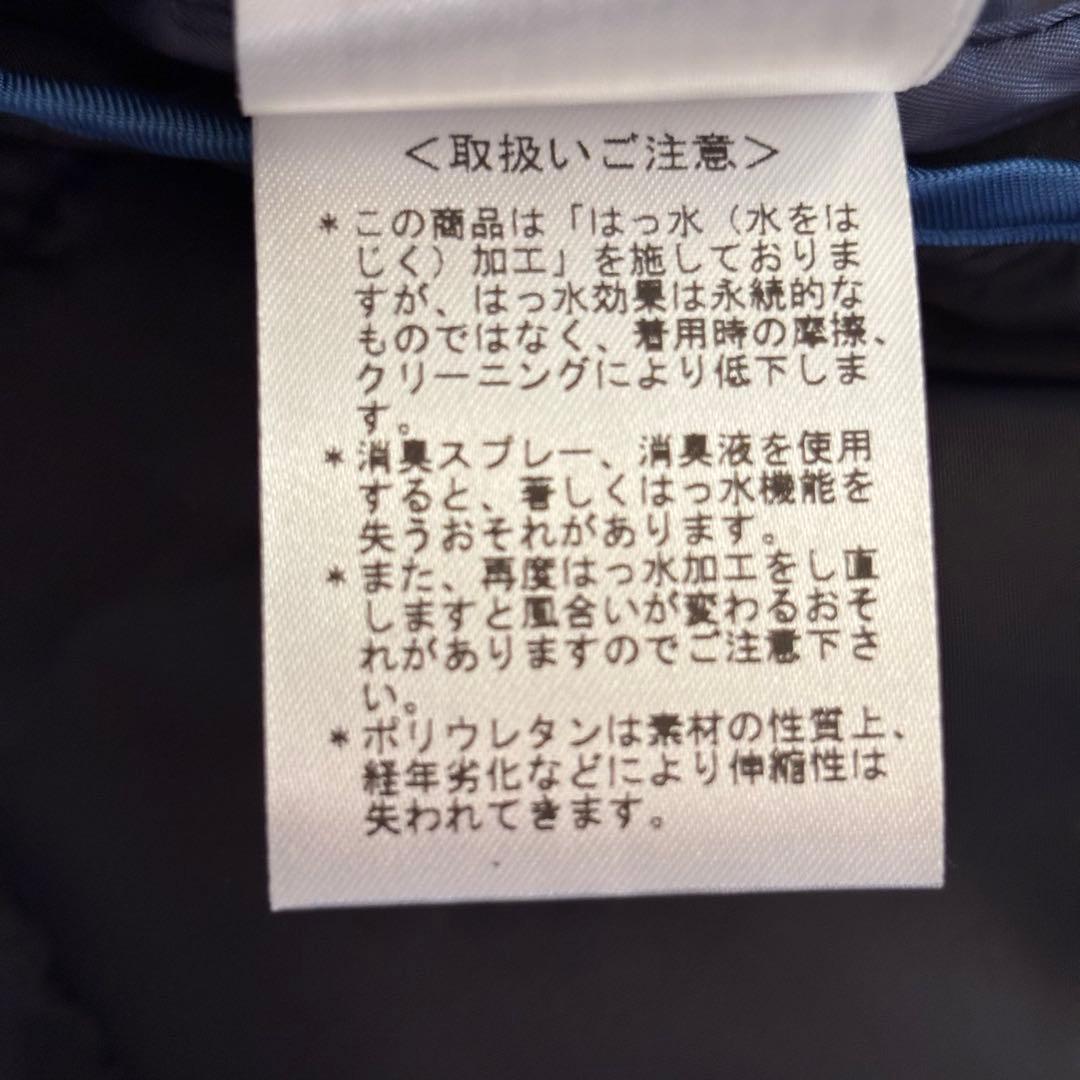 ＜取扱いご注意＞
＊この商品は「はっ水（水をは
じく）加工」を施しておりま
すが、はっ水効果は永続的な
ものではなく、着用時の摩擦、
クリーニングにより低下しま
す。
＊消臭スプレー、消臭液を使用
すると、著しくはっ水機能を
失うおそれがあります。
＊また、再度はっ水加工をし直
しますと風合いが変わるおそ
れがありますのでご注意下さ
い。
＊ポリウレタンは素材の性質上、
経年劣化などにより伸縮性は
失われてきます。